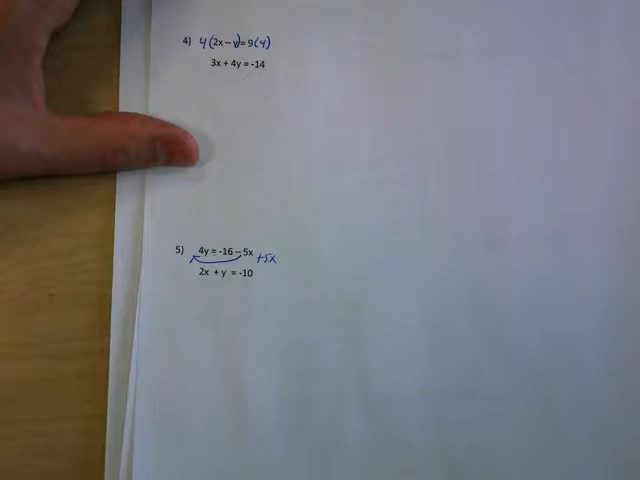 4) 4(2x – y) = 9(4)
3x + 4y = -14
5) 4y = -16 – 5x +5x
2x + y = -10